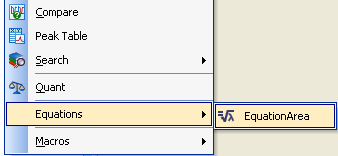 Compare
Peak Table
Search
Quant
Equations
EquationArea
Macros